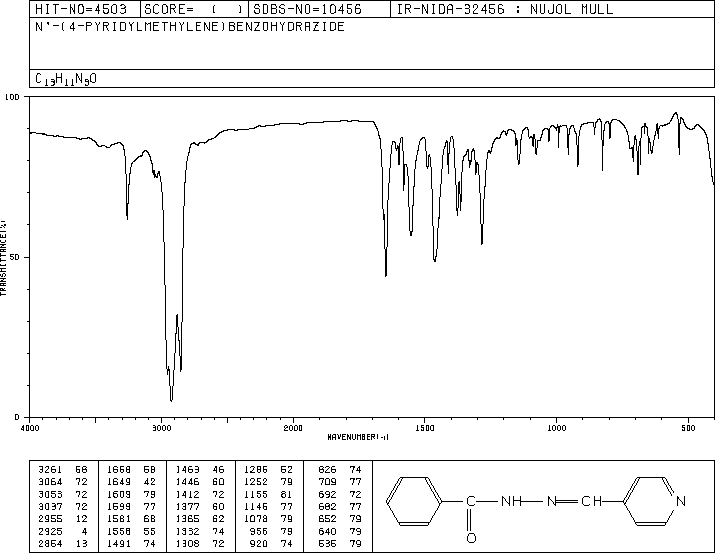 HIT-NO=4503 SCORE= ( ) SDBS-NO=10456 IR-NIDA-32456 : NUJOL MULL
N'-(4-PYRIDYLMETHYLENE)BENZOHYDRAZIDE
C13H11N3O
100
50
0
TRANSMITTANCE(%)
4000 3000 2000 1500 1000 500
WAVENUMBER(-1)
3261 68 1658 68 1463 46 1286 52 826 74
3064 72 1649 42 1446 60 1252 79 709 77
3053 72 1609 79 1412 72 1155 81 692 72
3037 72 1599 77 1377 60 1146 77 682 77
2955 12 1581 68 1365 62 1078 79 652 79
2925 4 1558 55 1332 74 956 79 640 79
2854 13 1491 74 1308 72 920 74 535 79
C NH N CH N
O